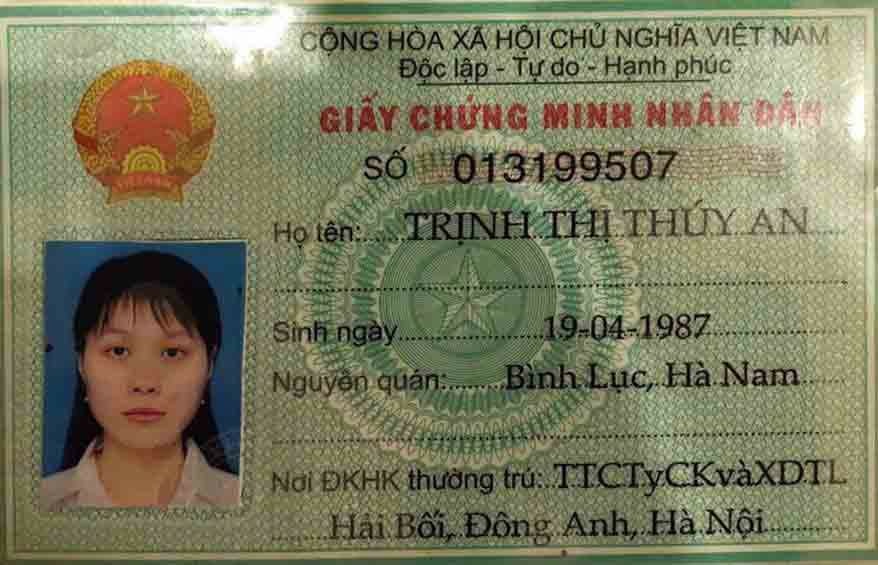 CỘNG HÒA XÃ HỘI CHỦ NGHĨA VIỆT NAM
Độc lập - Tự do - Hạnh phúc
GIẤY CHỨNG MINH NHÂN DÂN
SỐ 013199507
Họ tên: TRỊNH THỊ THÚY AN
Sinh ngày 19-04-1987
Nguyên quán: Bình Lục, Hà Nam
Nơi ĐKHK thường trú: TTCTyCKvàXDTL
Hải Bối, Đông Anh, Hà Nội